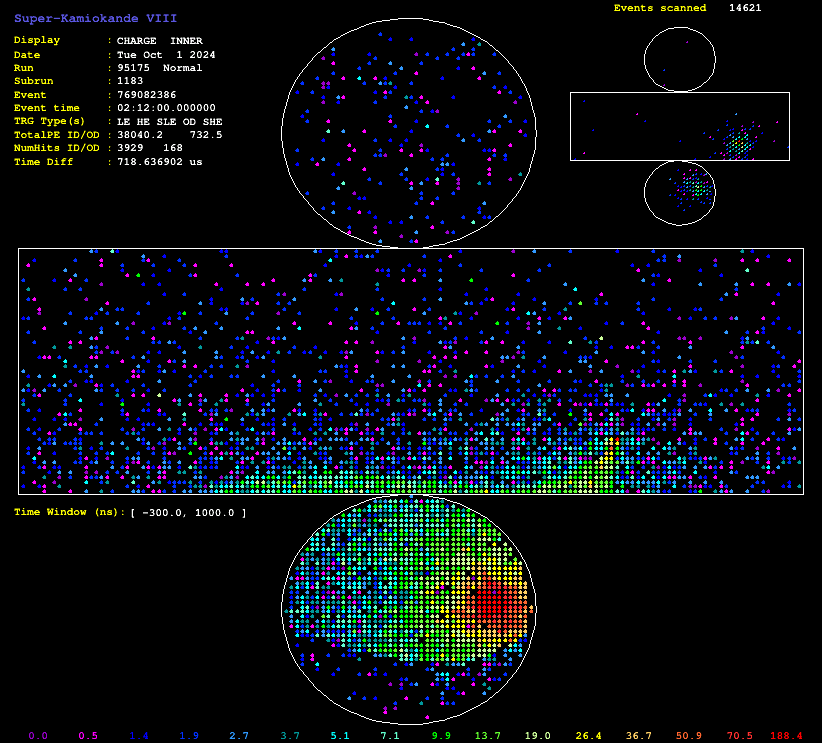 Super-Kamiokande VIII
Events scanned 14621
Display : CHARGE INNER
Date : Tue Oct 1 2024
Run : 95175 Normal
Subrun : 1183
Event : 769082386
Event time : 02:12:00.000000
TRG Type(s) : LE HE SLE OD SHE
TotalPE ID/OD : 38040.2 732.5
NumHits ID/OD : 3929 168
Time Diff : 718.636902 us
Time Window (ns): [ -300.0, 1000.0 ]
0.0 0.5 1.4 1.9 2.7 3.7 5.1 7.1 9.9 13.7 19.0 26.4 36.7 50.9 70.5 188.4